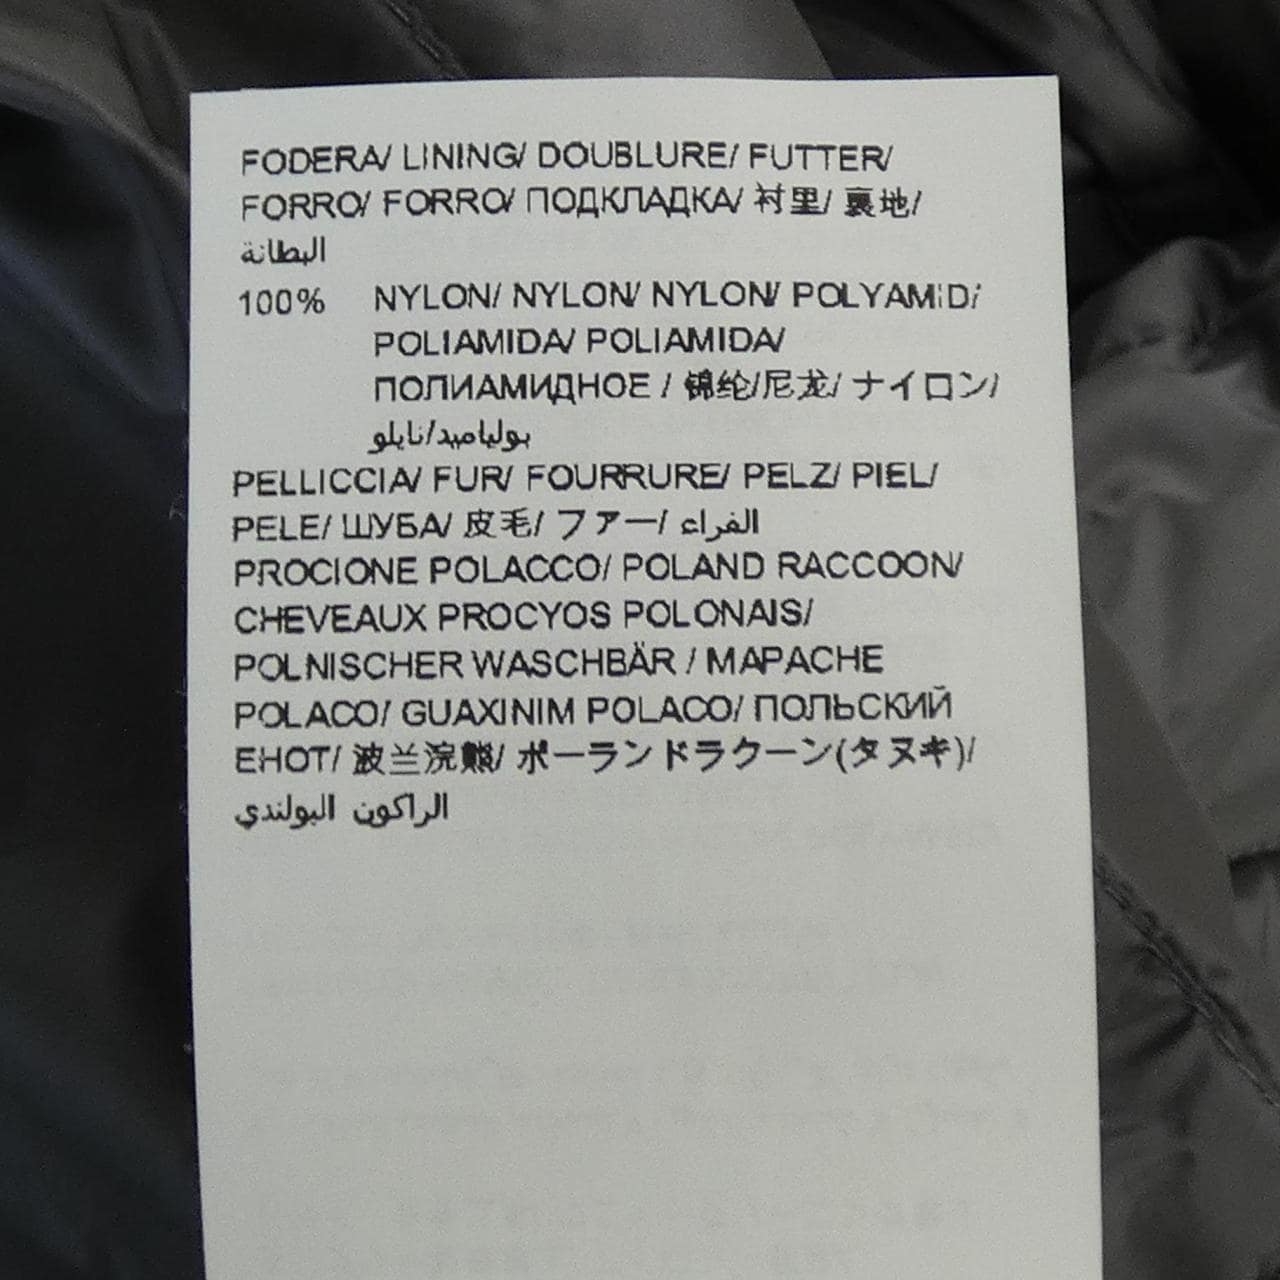 FODERA/ LINING/ DOUBLURE/ FUTTER/
FORRO/ FORRO/ ПОДКЛАДКА/ 衬里/ 裏地/
البطانة
100% NYLON/ NYLON/ NYLON/ POLYAMID/
POLIAMIDA/ POLIAMIDA/
ПОЛИАМИДНОЕ / 锦纶/尼龙/ ナイロン/
بولياميد/نايلو
PELLICCIA/ FUR/ FOURRURE/ PELZ/ PIEL/
PELE/ ШУБА/ 皮毛/ ファー/ الفراء
PROCIONE POLACCO/ POLAND RACCOON/
CHEVEAUX PROCYOS POLONAIS/
POLNISCHER WASCHBÄR / MAPACHE
POLACO/ GUAXINIM POLACO/ ПОЛЬСКИЙ
ЕНОТ/ 波兰浣熊/ ポーランドラクーン(タヌキ)/
الراكون البولندي